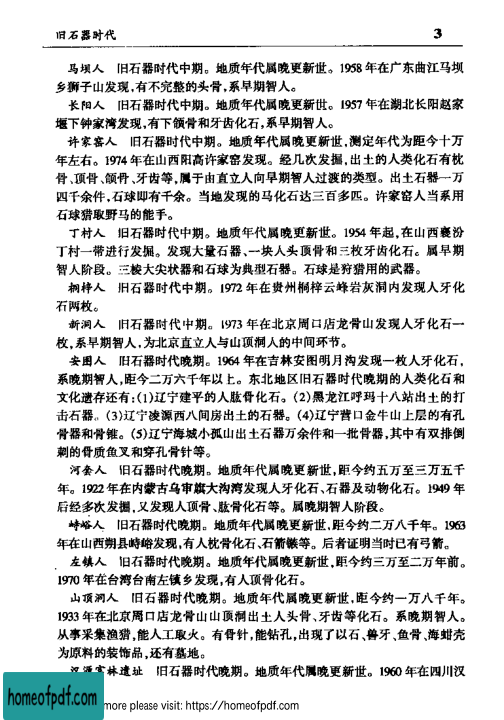 旧石器时代 3
马坝人 旧石器时代中期。地质年代属晚更新世。1958年在广东曲江马坝
乡狮子山发现,有不完整的头骨,系早期智人。
长阳人 旧石器时代中期。地质年代属晚更新世。1957年在湖北长阳赵家
堰下钟家湾发现,有下颌骨和牙齿化石,系早期智人。
许家窑人 旧石器时代中期。地质年代属晚更新世,测定年代为距今十万
年左右。1974年在山西阳高许家窑发现。经几次发掘,出土的人类化石有枕
骨、顶骨、颌骨、牙齿等,属于由直立人向早期智人过渡的类型。出土石器一万
四千余件,石球即有千余。当地发现的马化石达三百多匹。许家窑人当系用
石球猎取野马的能手。
丁村人 旧石器时代中期。地质年代属晚更新世。1954年起,在山西襄汾
丁村一带进行发掘。发现大量石器、一块人头顶骨和三枚牙齿化石。属早期
智人阶段。三棱大尖状器和石球为典型石器。石球是狩猎用的武器。
桐梓人 旧石器时代中期。1972年在贵州桐梓云峰岩灰洞内发现人牙化
石两枚。
新洞人 旧石器时代中期。1973年在北京周口店龙骨山发现人牙化石一
枚,系早期智人,为北京直立人与山顶洞人的中间环节。
安图人 旧石器时代晚期。1964年在吉林安图明月沟发现一枚人牙化石,
系晚期智人,距今二万六千年以上。东北地区旧石器时代晚期的人类化石和
文化遗存还有:(1)辽宁建平的人肱骨化石。(2)黑龙江呼玛十八站出土的打
击石器。(3)辽宁凌源西八间房出土的石器。(4)辽宁营口金牛山上层的有孔
骨器和骨锥。(5)辽宁海城小孤山出土石器万余件和一批骨器,其中有双排倒
刺的骨质鱼叉和穿孔骨针等。
河套人 旧石器时代晚期。地质年代属晚更新世,距今约五万至三万五千
年。1922年在内蒙古乌审旗大沟湾发现人牙化石、石器及动物化石。1949年
后经多次发掘,又发现人顶骨、肱骨化石等。属晚期智人阶段。
峙峪人 旧石器时代晚期。地质年代属晚更新世,距今约二万八千年。1963
年在山西朔县峙峪发现,有人枕骨化石、石箭镞等。后者证明当时已有弓箭。
左镇人 旧石器时代晚期。地质年代属晚更新世,距今约三万至二万年前。
1970年在台湾台南左镇乡发现,有人顶骨化石。
山顶洞人 旧石器时代晚期。地质年代属晚更新世,距今约一万八千年。
1933年在北京周口店龙骨山山顶洞出土人头骨、牙齿等化石。系晚期智人。
从事采集渔猎,能人工取火。有骨针,能钻孔,出现了以石、兽牙、鱼骨、海蚶壳
为原料的装饰品,还有墓地。
汉源富林遗址 旧石器时代晚期。地质年代属晚更新世。1960年在四川汉
homeofpdf.com
more please visit: https://homeofpdf.com